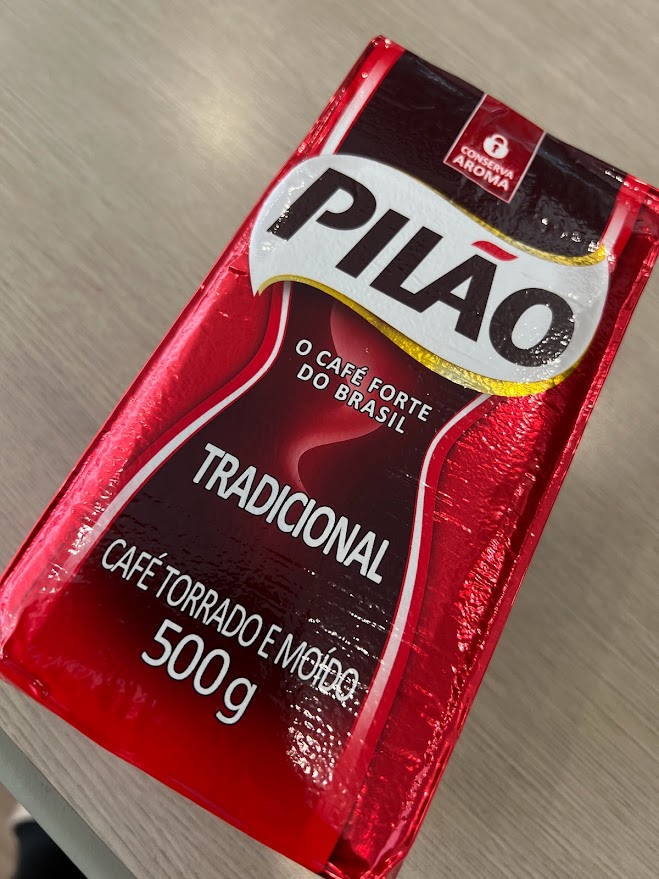 CONSERVA
AROMA
PILÃO
O CAFÉ FORTE
DO BRASIL
TRADICIONAL
CAFÉ TORRADO E MOÍDO
500g